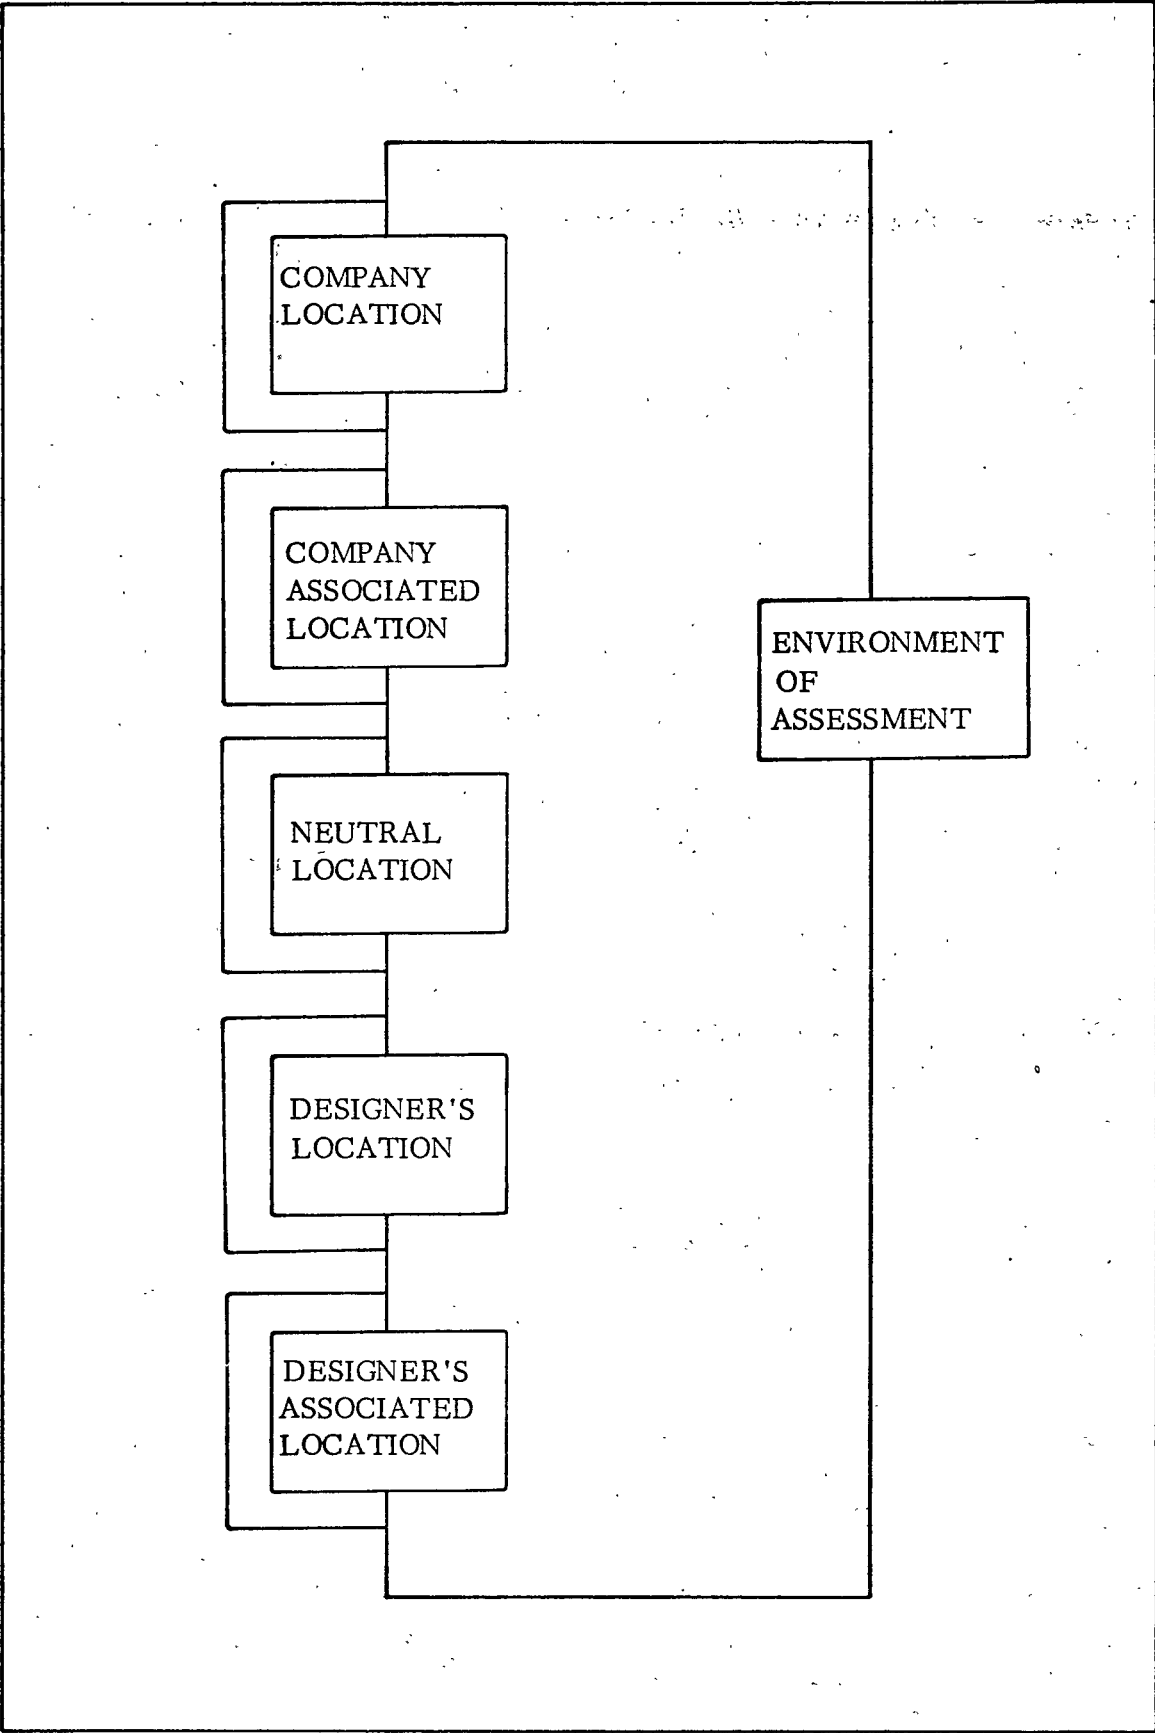 COMPANY
LOCATION
COMPANY
ASSOCIATED
LOCATION
ENVIRONMENT
OF
ASSESSMENT
NEUTRAL
LOCATION
DESIGNER'S
LOCATION
DESIGNER'S
ASSOCIATED
LOCATION